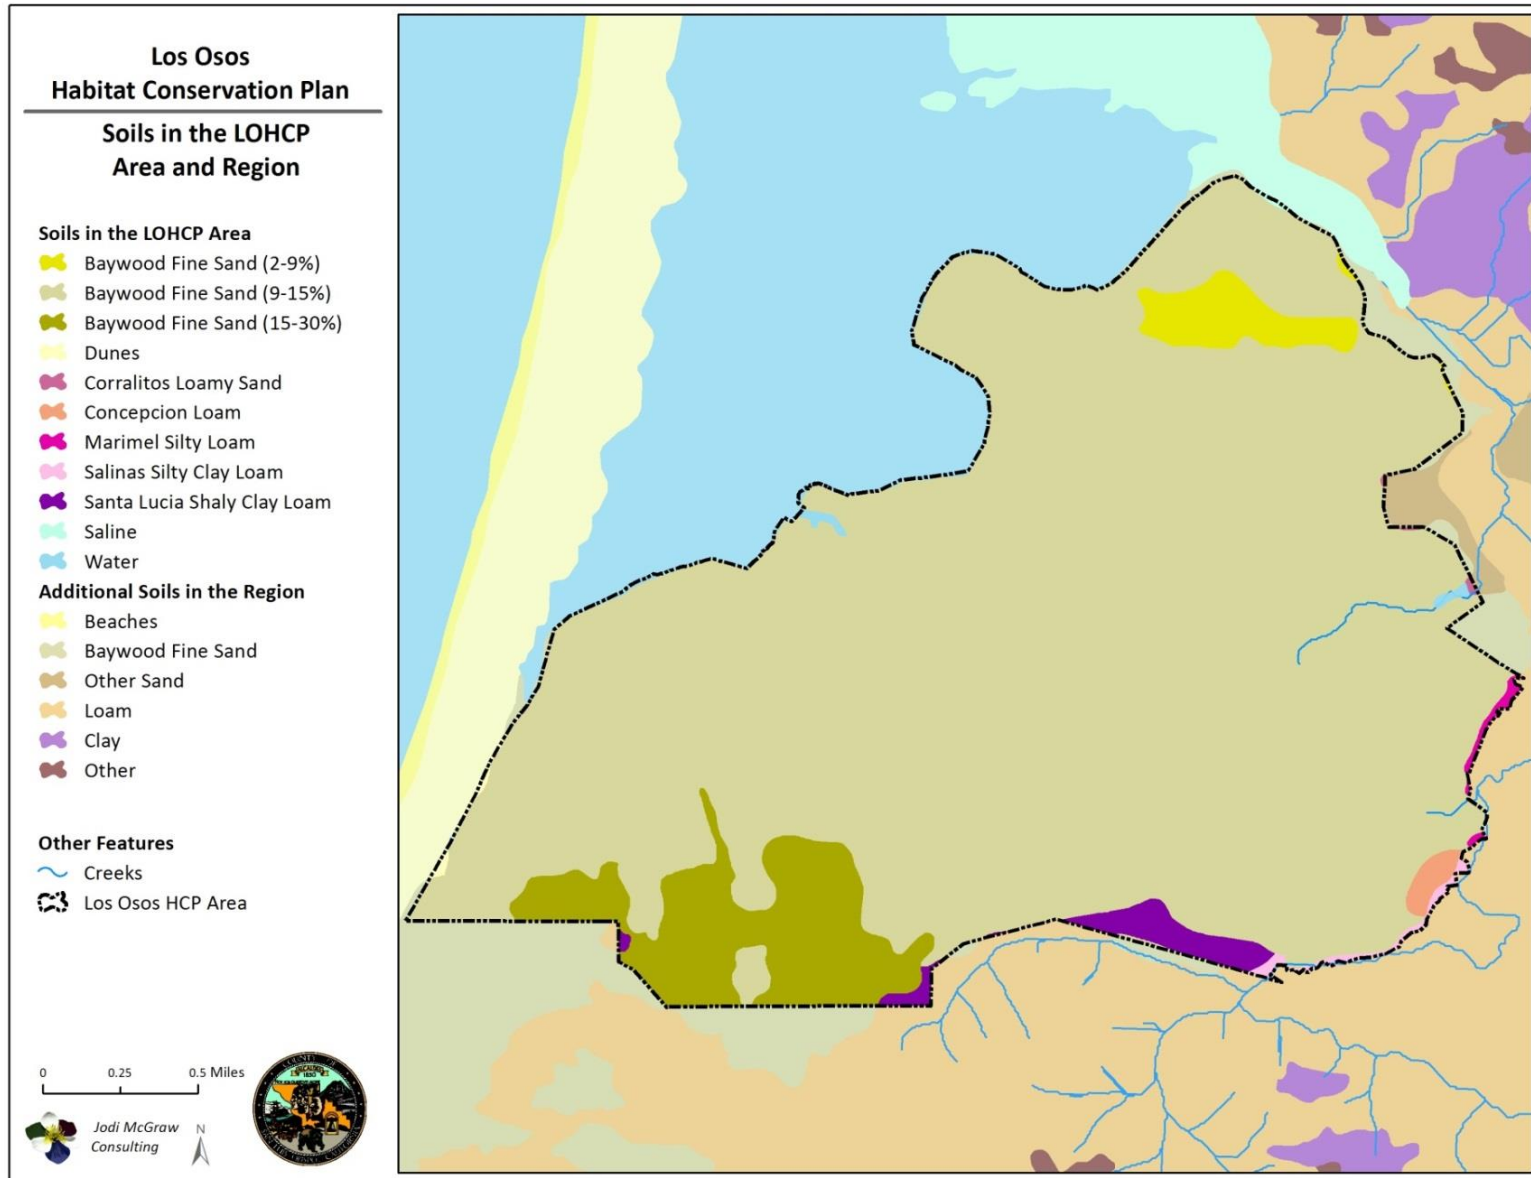 Los Osos
Habitat Conservation Plan
Soils in the LOHCP
Area and Region
Soils in the LOHCP Area
Baywood Fine Sand (2-9%)
Baywood Fine Sand (9-15%)
Baywood Fine Sand (15-30%)
Dunes
Corralitos Loamy Sand
Concepcion Loam
Marimel Silty Loam
Salinas Silty Clay Loam
Santa Lucia Shaly Clay Loam
Saline
Water
Additional Soils in the Region
Beaches
Baywood Fine Sand
Other Sand
Loam
Clay
Other
Other Features
Creeks
Los Osos HCP Area
0 0.25 0.5 Miles
Jodi McGraw
Consulting
N
COUNTY OF